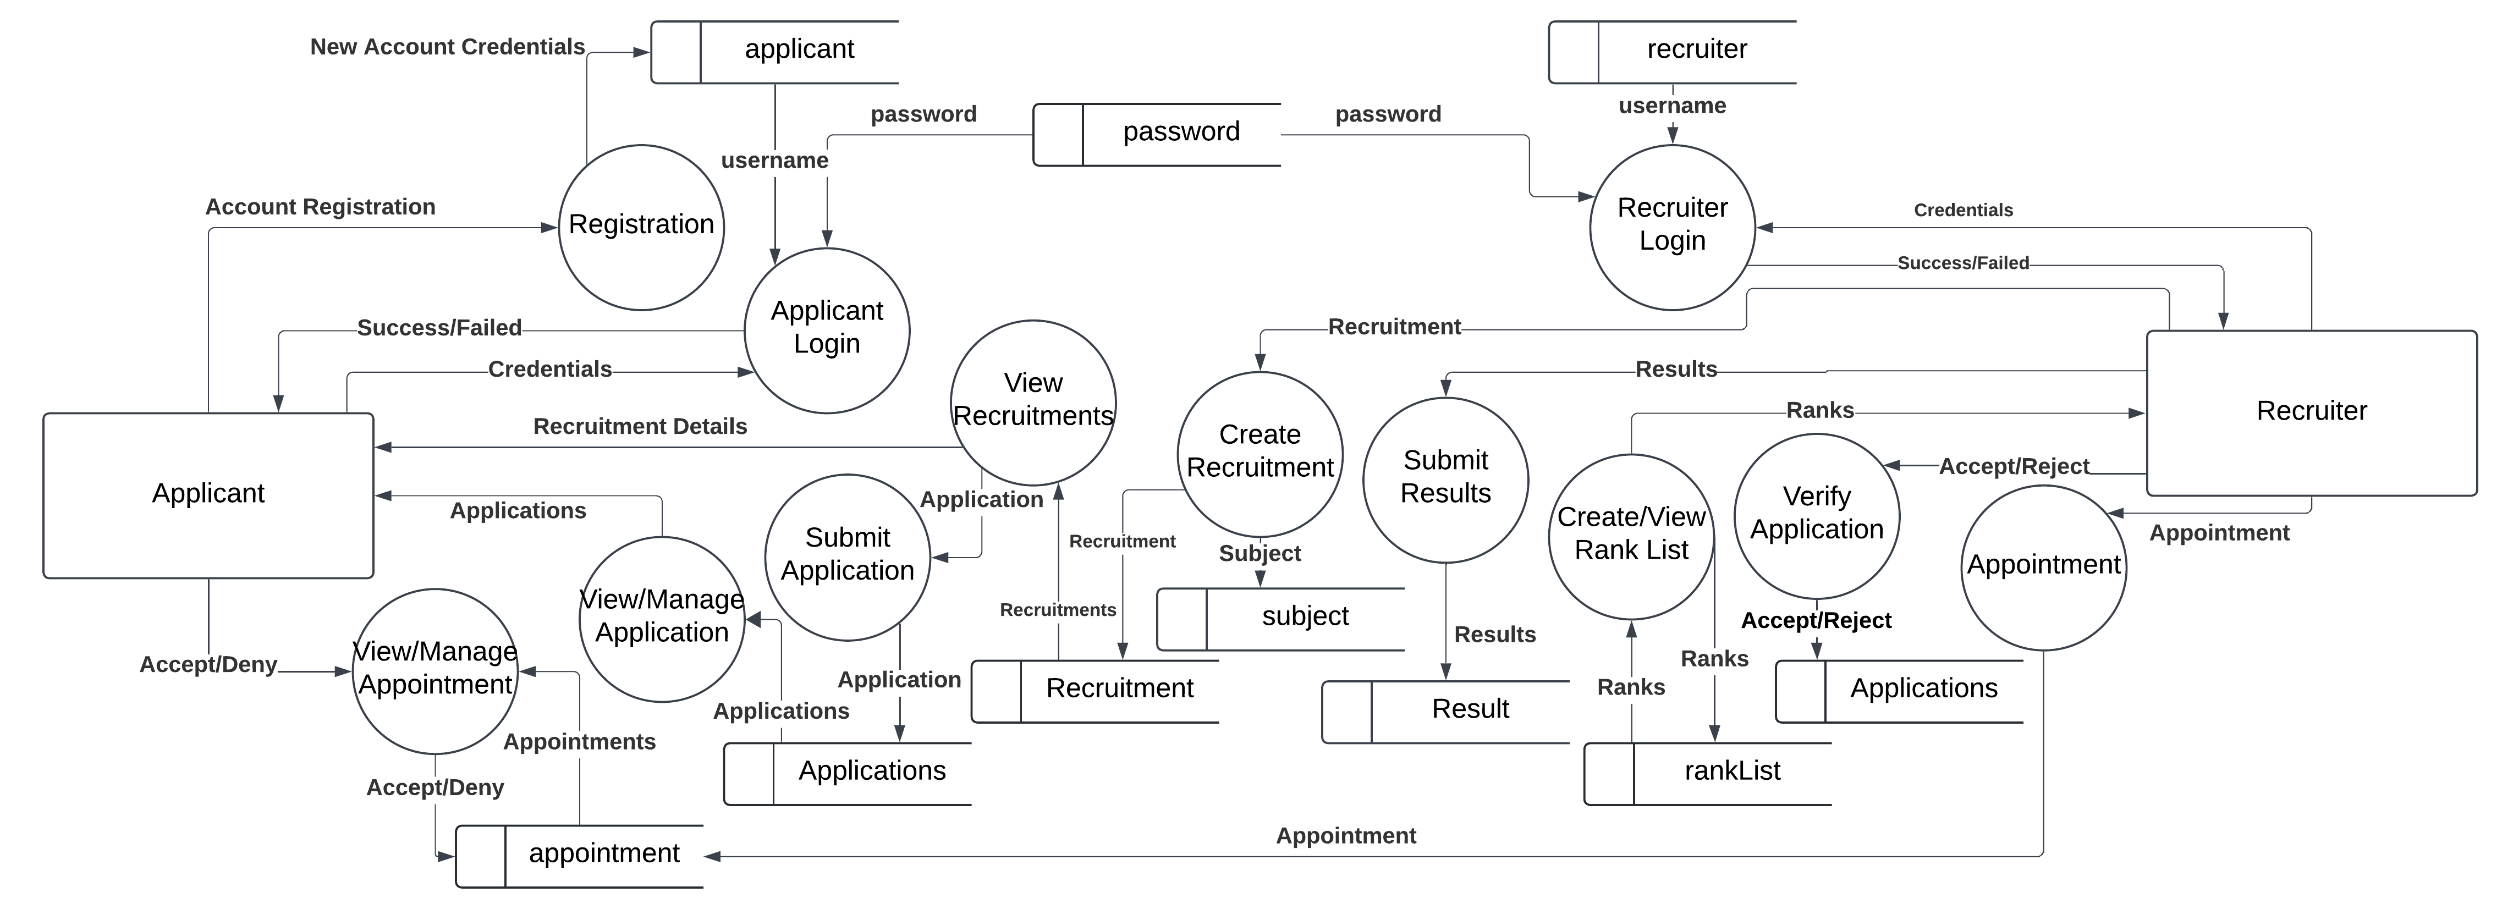 applicant
recruiter
New Account Credentials
password
password
username
password
username
Account Registration
Registration
Recruiter
Login
Credentials
Success/Failed
Applicant
Login
Success/Failed
Recruitment
Credentials
Results
View
Recruitments
Ranks
Recruiter
Recruitment Details
Create
Recruitment
Submit
Results
Accept/Reject
Applicant
Applications
Application
Create/View
Rank List
Verify
Application
Appointment
Submit
Application
Recruitment
Subject
Appointment
View/Manage
Application
Recruitments
subject
Accept/Reject
Results
Accept/Deny
View/Manage
Appointment
Application
Ranks
Ranks
Recruitment
Applications
Applications
Result
Appointments
Applications
rankList
Accept/Deny
Appointment
appointment